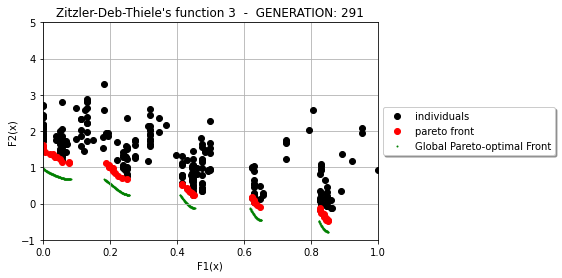 Zitzler-Deb-Thiele's function 3 - GENERATION: 291
5
4
3
2
1
0
−1
F2(x)
0.0 0.2 0.4 0.6 0.8 1.0
F1(x)
individuals
pareto front
Global Pareto-optimal Front